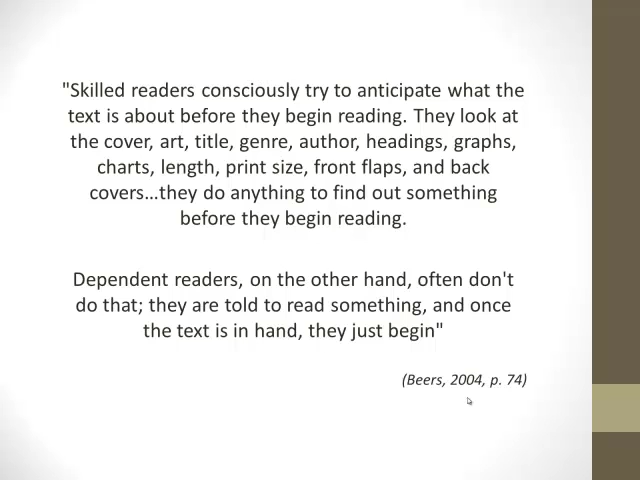 "Skilled readers consciously try to anticipate what the
text is about before they begin reading. They look at
the cover, art, title, genre, author, headings, graphs,
charts, length, print size, front flaps, and back
covers…they do anything to find out something
before they begin reading.
Dependent readers, on the other hand, often don't
do that; they are told to read something, and once
the text is in hand, they just begin"
(Beers, 2004, p. 74)